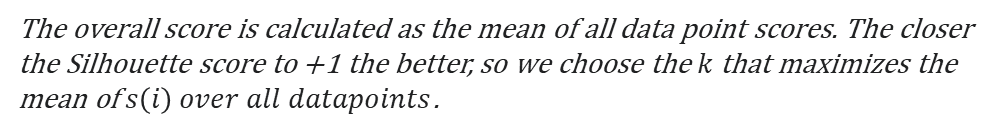 The overall score is calculated as the mean of all data point scores. The closer
the Silhouette score to +1 the better, so we choose the k that maximizes the
mean of s(i) over all datapoints.